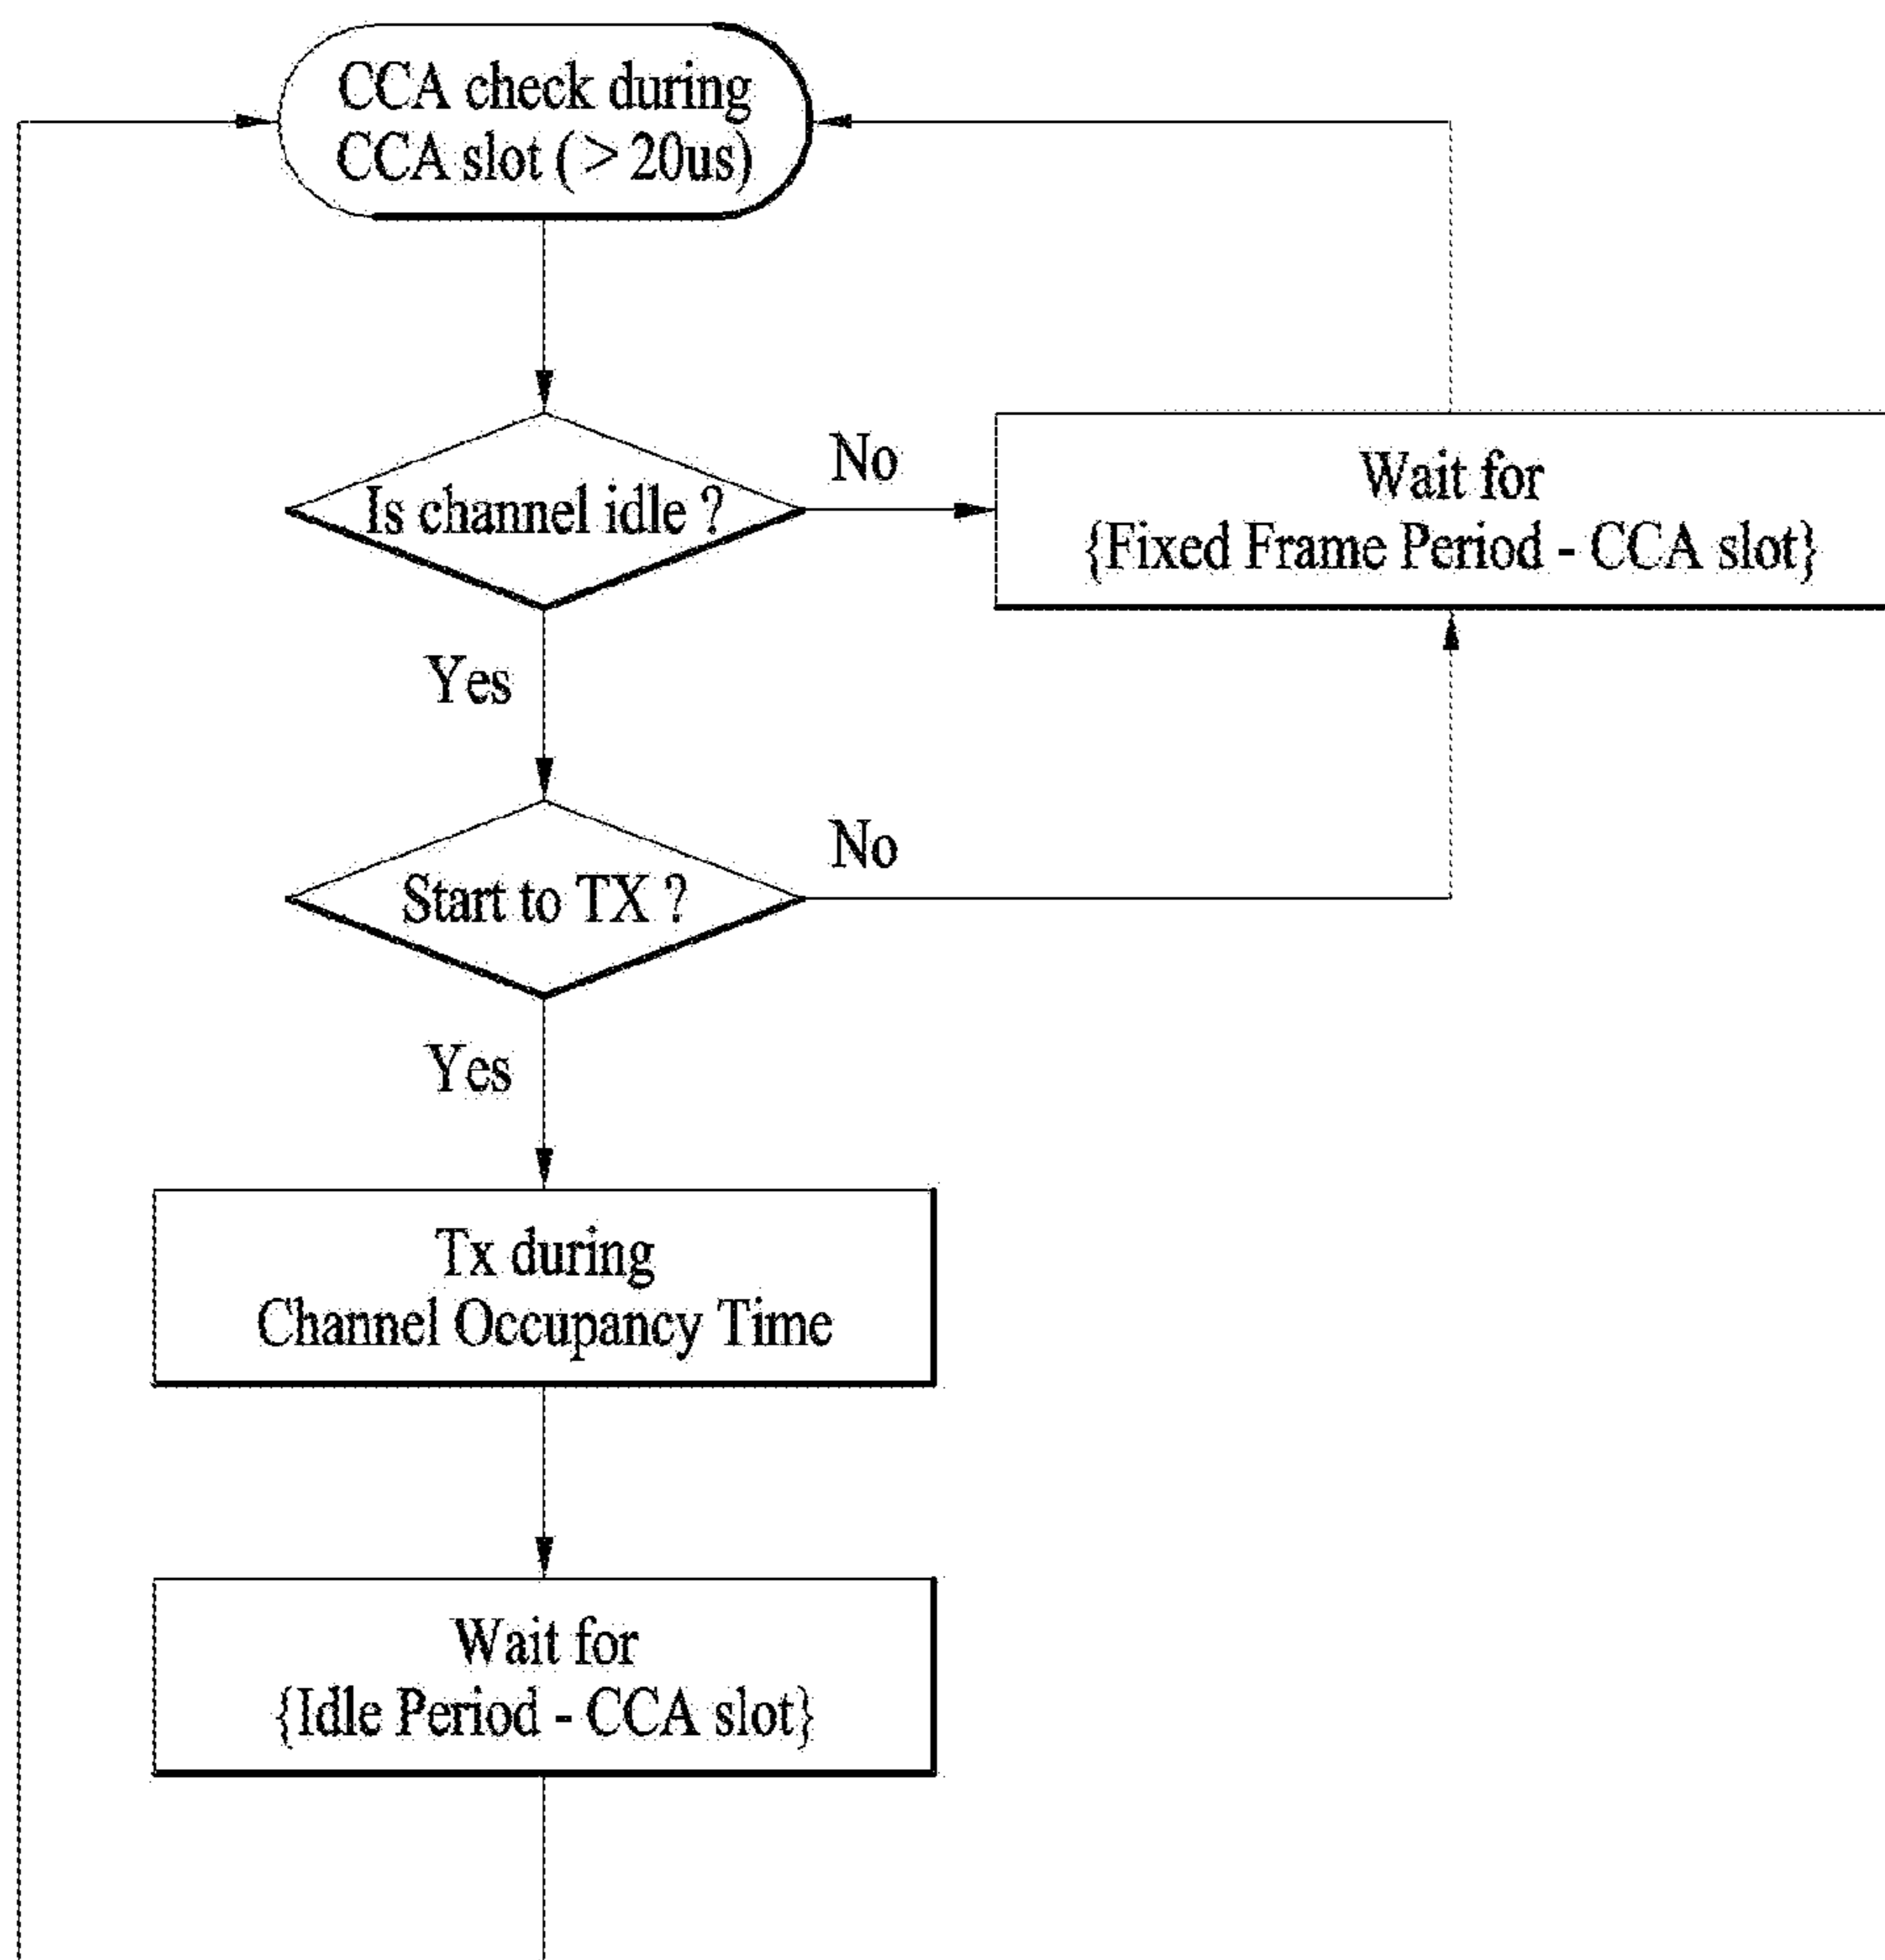 CCA check during
CCA slot ( > 20us)
Is channel idle ?
No
Wait for
{Fixed Frame Period - CCA slot}
Yes
Start to TX ?
No
Yes
Tx during
Channel Occupancy Time
Wait for
{Idle Period - CCA slot}